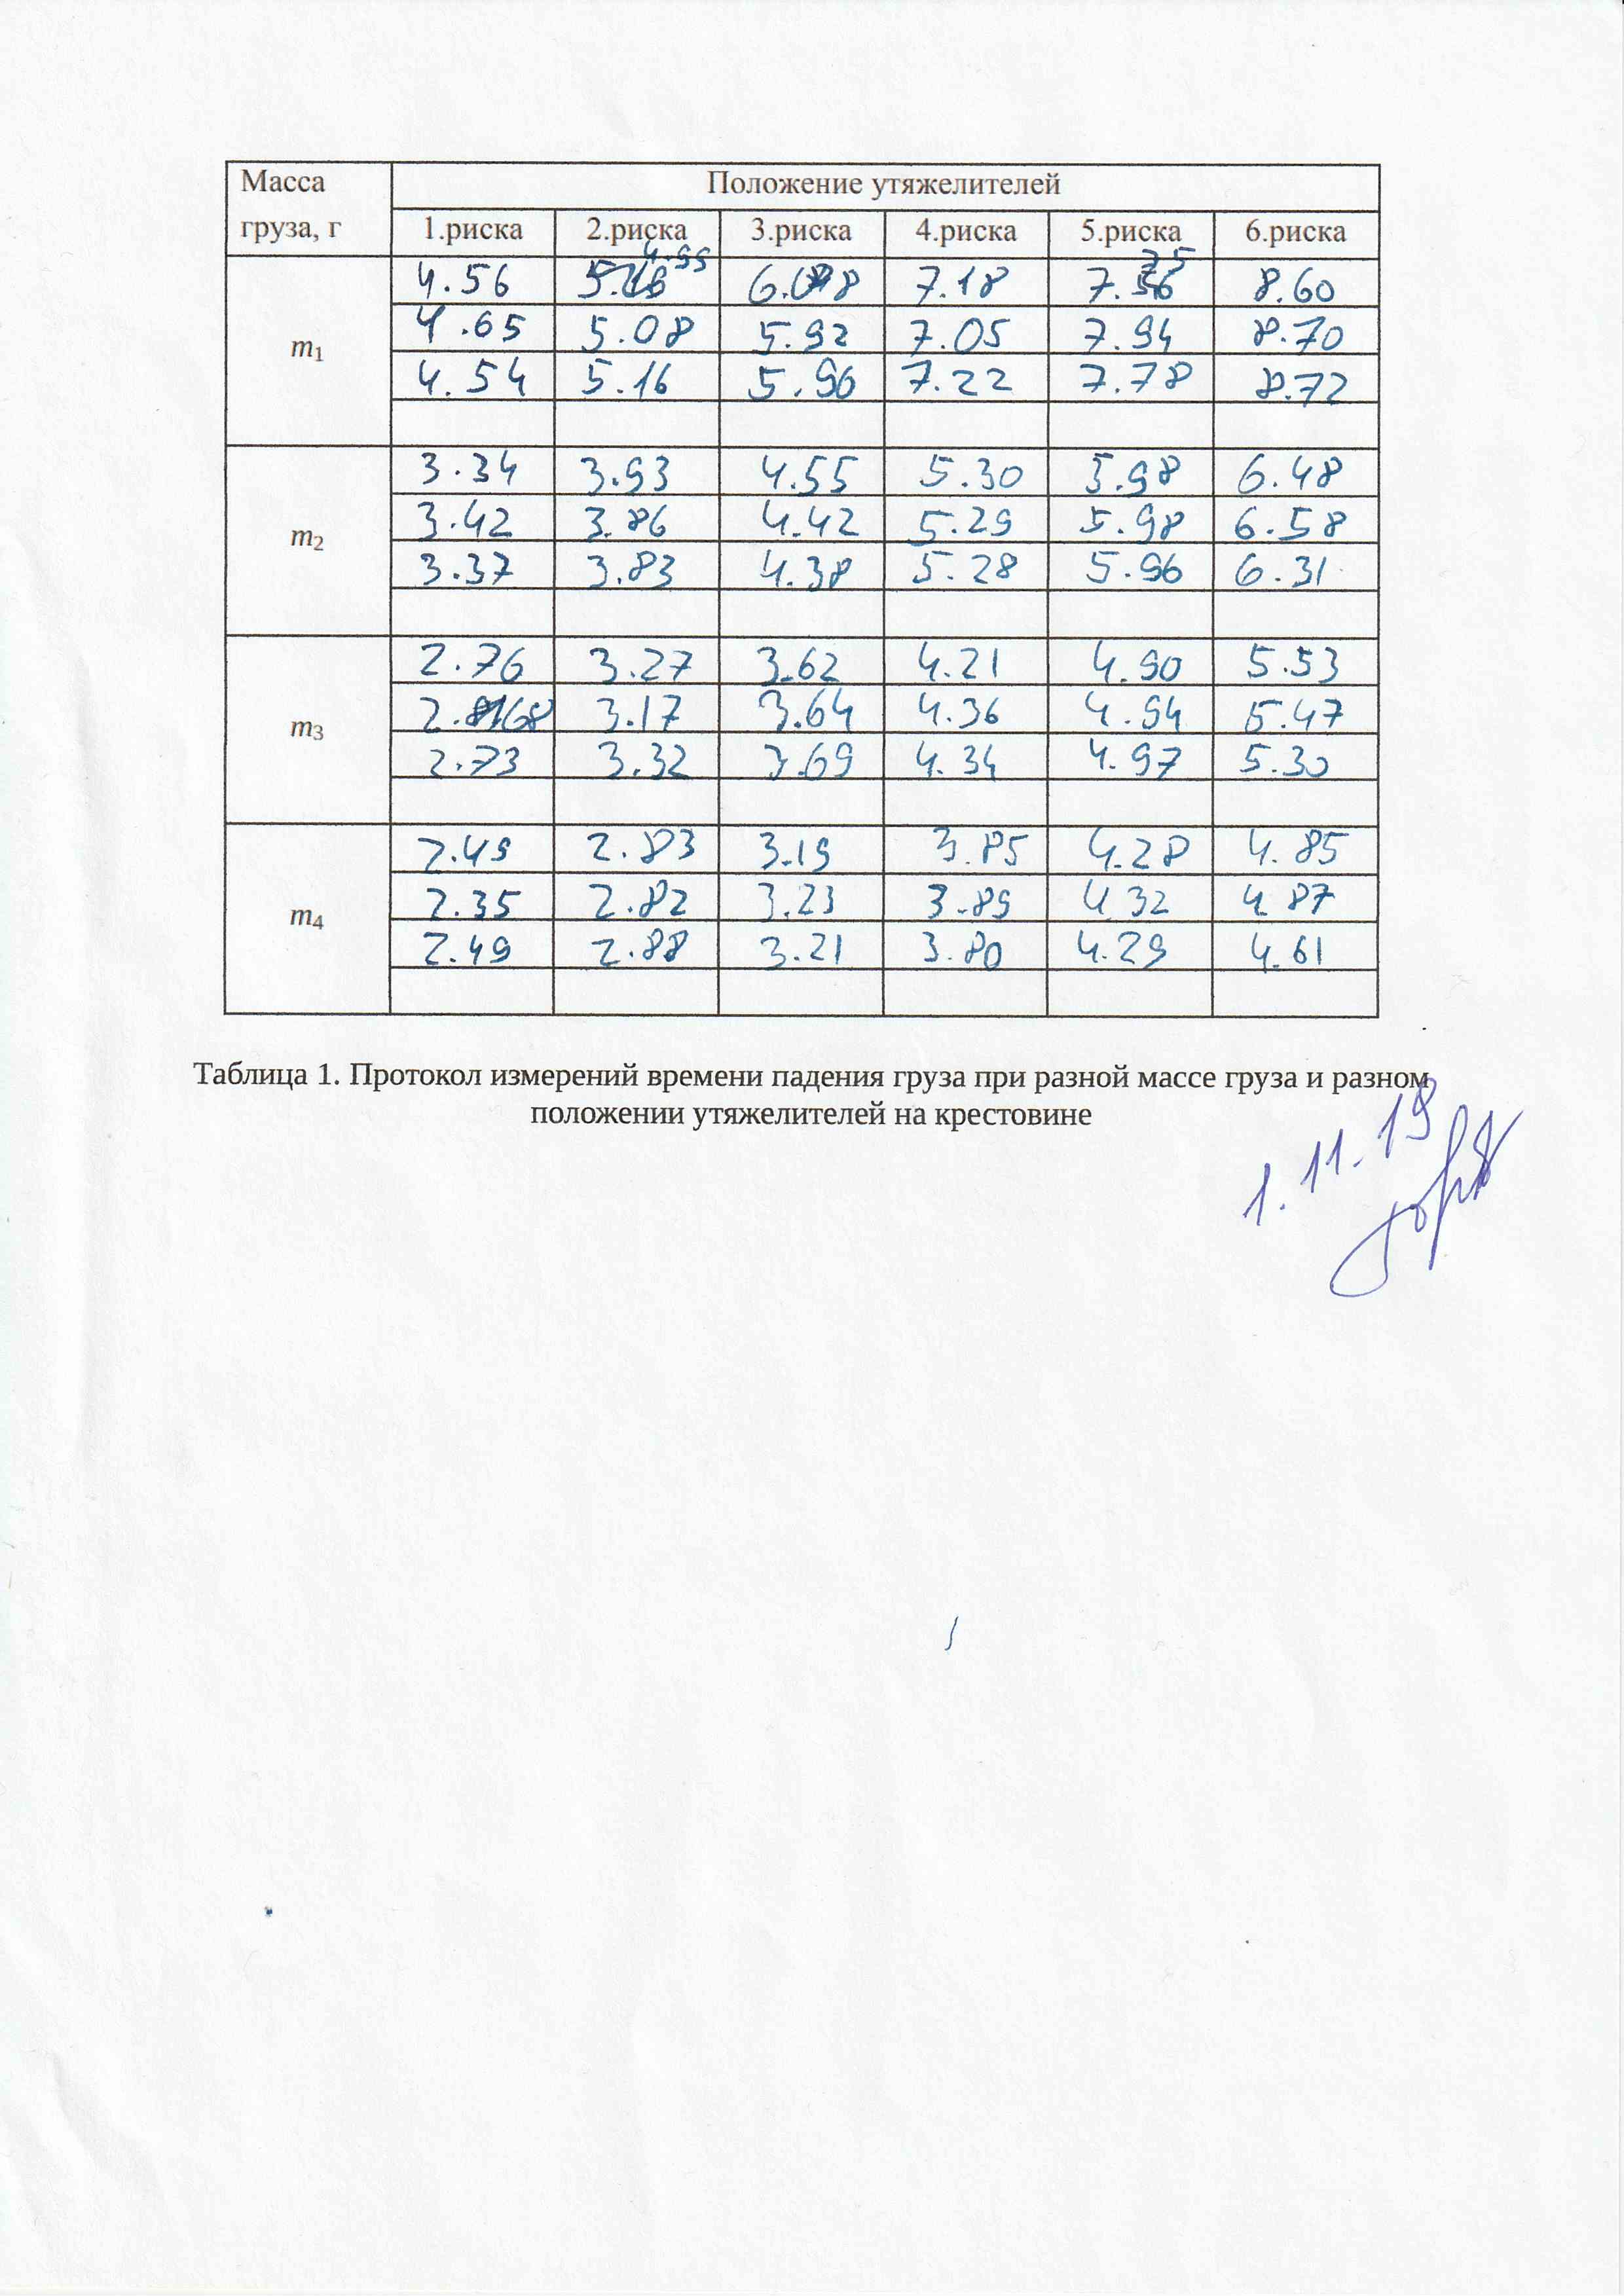 Масса груза, г Положение утяжелителей
1.риска 2.риска 3.риска 4.риска 5.риска 6.риска
4.99 75
m1
4.56 6.08 7.18 7. 8.60
4.65 5.08 5.92 7.05 7.94 8.70
4.54 5.16 5.96 7.22 7.78 8.72
m2
3.34 3.93 4.55 5.30 5.98 6.48
3.42 3.86 4.42 5.29 5.98 6.58
3.37 3.83 4.38 5.28 5.96 6.31
m3
2.76 3.27 3.62 4.21 4.90 5.53
2.68 3.17 3.64 4.36 4.94 5.47
2.73 3.32 3.69 4.34 4.97 5.30
m4
2.49 2.83 3.19 3.85 4.28 4.85
2.35 2.82 3.23 3.89 4.32 4.87
2.49 2.88 3.21 3.80 4.29 4.61
Таблица 1. Протокол измерений времени падения груза при разной массе груза и разном
положении утяжелителей на крестовине
1.11.19